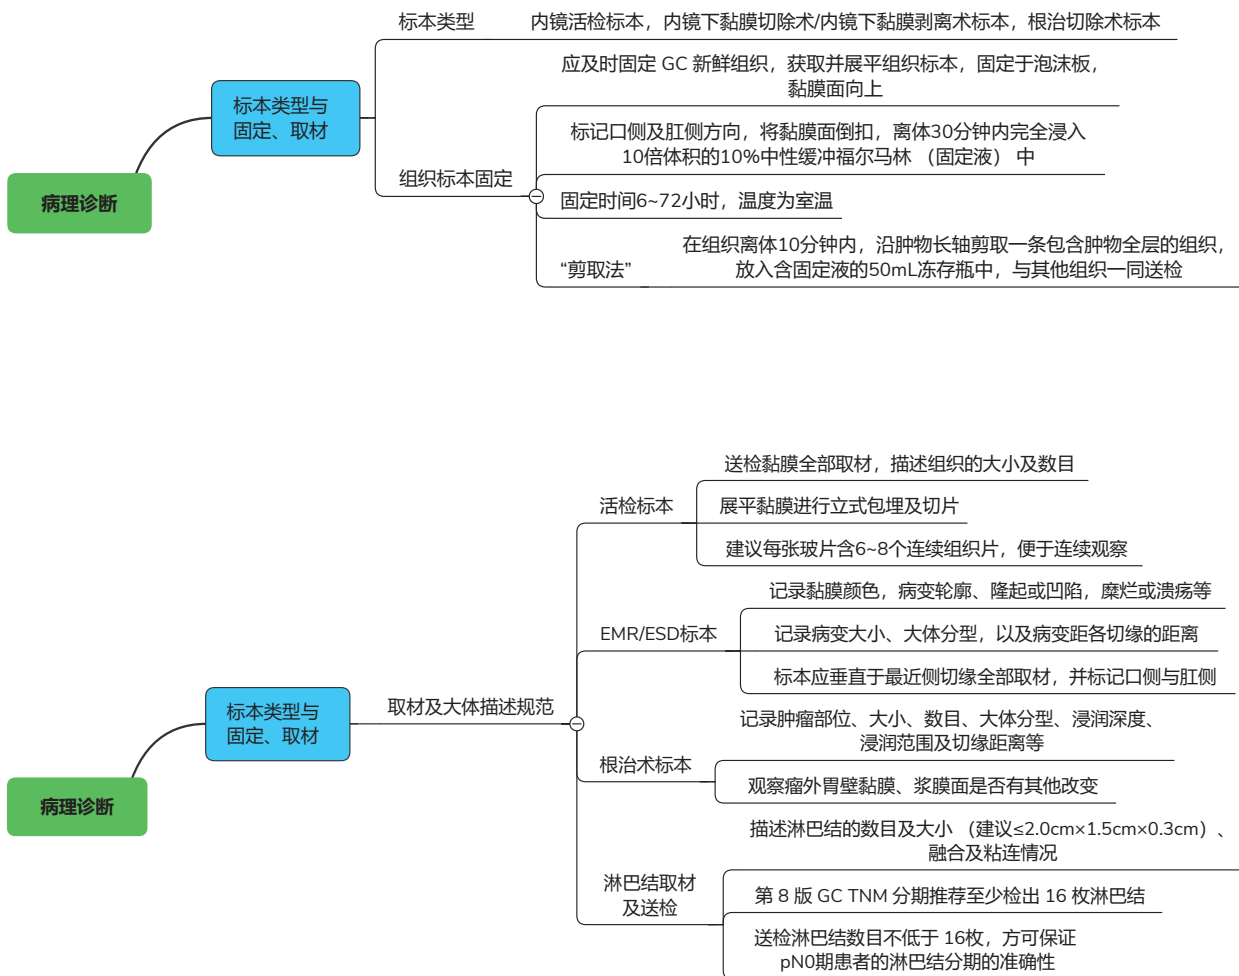 标本类型
内镜活检标本，内镜下黏膜切除术/内镜下黏膜剥离术标本，根治切除术标本
应及时固定 GC 新鲜组织，获取并展平组织标本，固定于泡沫板，
黏膜面向上
标本类型与
固定、取材
标记口侧及肛侧方向，将黏膜面倒扣，离体30分钟内完全浸入
10倍体积的10%中性缓冲福尔马林 （固定液） 中
组织标本固定
病理诊断
固定时间6~72小时，温度为室温
“剪取法”
在组织离体10分钟内，沿肿物长轴剪取一条包含肿物全层的组织，
放入含固定液的50mL冻存瓶中，与其他组织一同送检
送检黏膜全部取材，描述组织的大小及数目
活检标本
展平黏膜进行立式包埋及切片
建议每张玻片含6~8个连续组织片，便于连续观察
记录黏膜颜色，病变轮廓、隆起或凹陷，糜烂或溃疡等
EMR/ESD标本
记录病变大小、大体分型，以及病变距各切缘的距离
标本应垂直于最近侧切缘全部取材，并标记口侧与肛侧
标本类型与
固定、取材
取材及大体描述规范
记录肿瘤部位、大小、数目、大体分型、浸润深度、
浸润范围及切缘距离等
根治术标本
观察瘤外胃壁黏膜、浆膜面是否有其他改变
病理诊断
描述淋巴结的数目及大小 （建议≤2.0cm×1.5cm×0.3cm）、
融合及粘连情况
淋巴结取材
及送检
第 8 版 GC TNM 分期推荐至少检出 16 枚淋巴结
送检淋巴结数目不低于 16枚，方可保证
pN0期患者的淋巴结分期的准确性